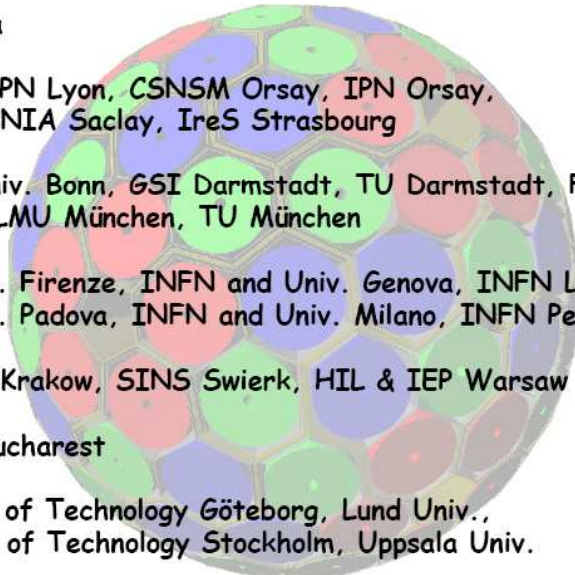 PN Lyon, CSNSM Orsay, IPN Orsay,
NIA Saclay, IreS Strasbourg
iv. Bonn, GSI Darmstadt, TU Darmstadt, F
LMU München, TU München
. Firenze, INFN and Univ. Genova, INFN L
. Padova, INFN and Univ. Milano, INFN Pe
Krakow, SINS Swierk, HIL & IEP Warsaw
ucharest
of Technology Göteborg, Lund Univ.,
of Technology Stockholm, Uppsala Univ.